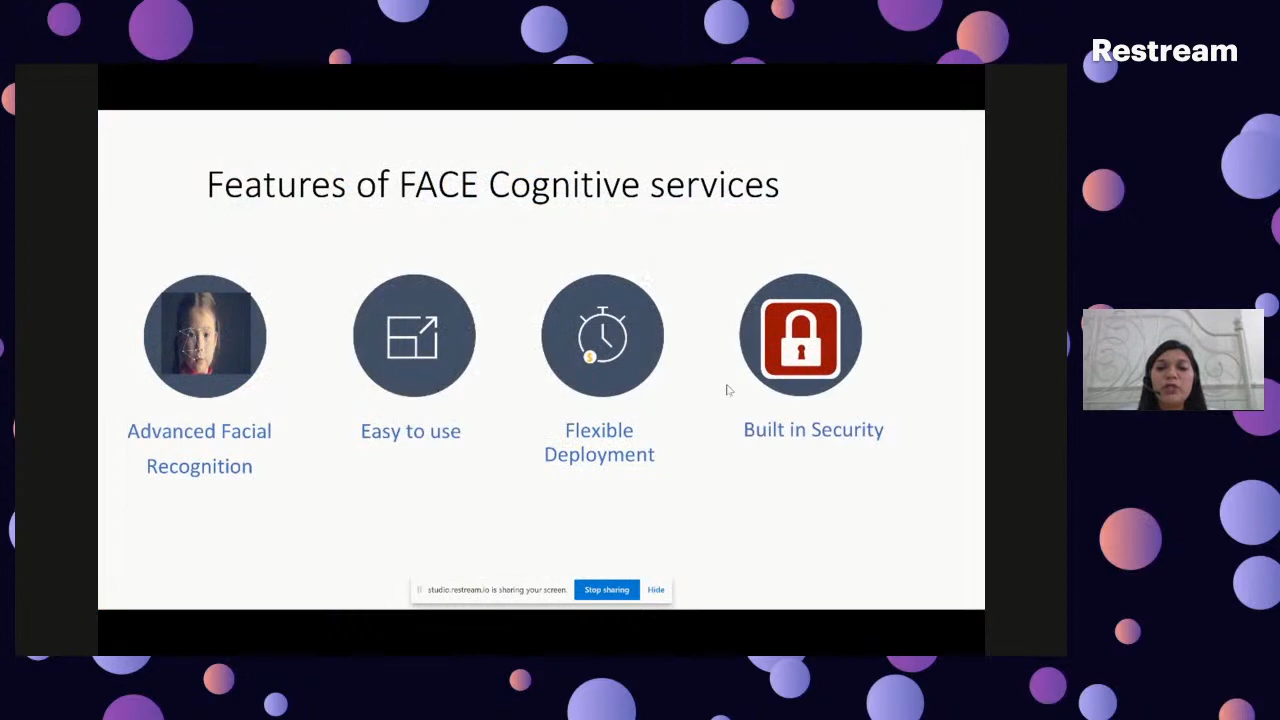 Restream
Features of FACE Cognitive services
Advanced Facial
Recognition
Easy to use
Flexible
Deployment
Built in Security
studio.restream.io is sharing your screen.
Stop sharing
Hide